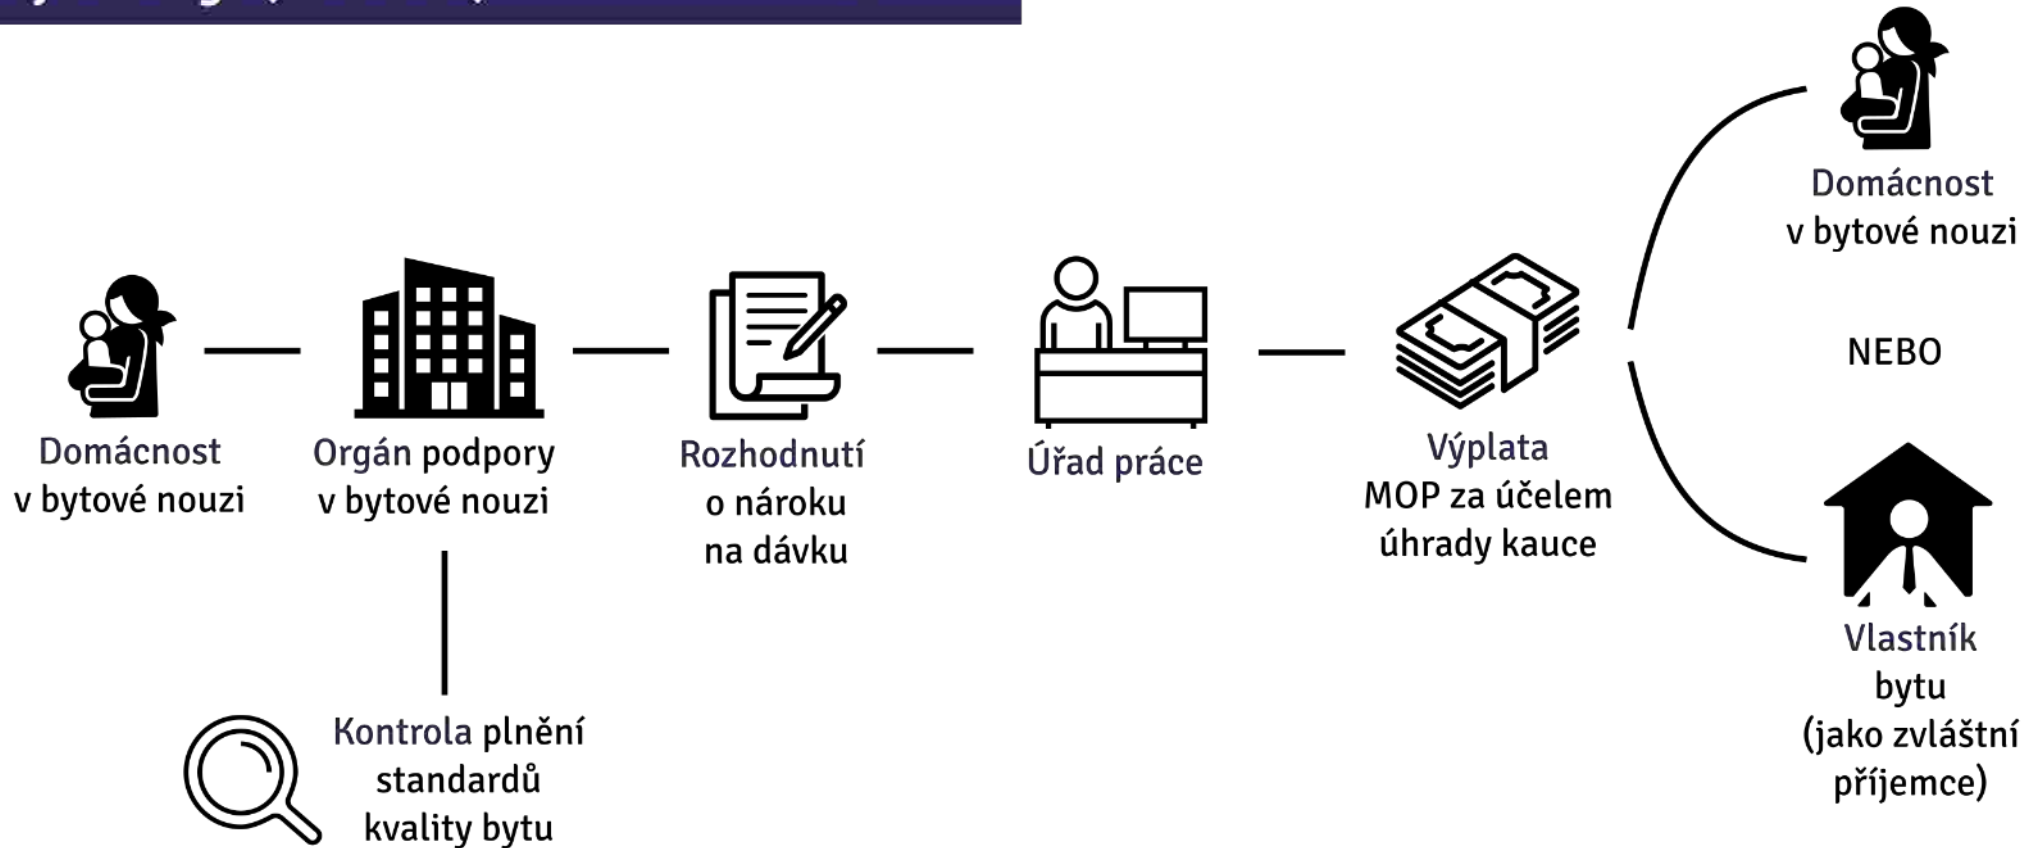 Domácnost
v bytové nouzi
Orgán podpory
v bytové nouzi
Kontrola plnění
standardů
kvality bytu
Rozhodnutí
o nároku
na dávku
Úřad práce
Výplata
MOP za účelem
úhrady kauce
Domácnost
v bytové nouzi
NEBO
Vlastník
bytu
(jako zvláštní
příjemce)